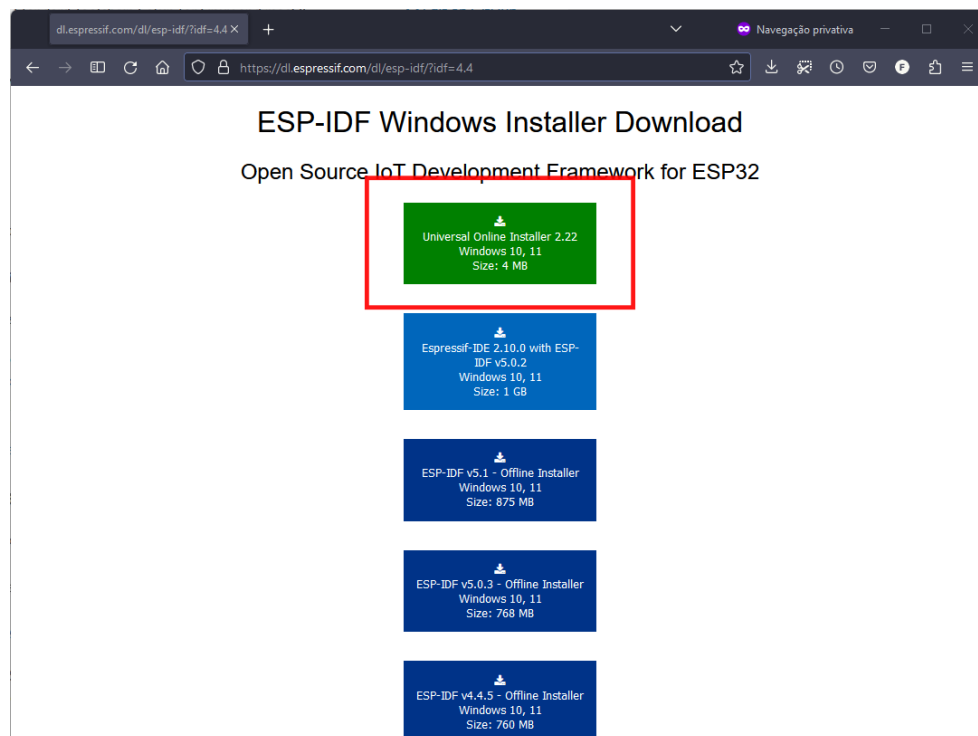 dl.espressif.com/dl/esp-idf/?idf=4.4
Navegação privativa
https://dl.espressif.com/dl/esp-idf/?idf=4.4
ESP-IDF Windows Installer Download
Open Source IoT Development Framework for ESP32
Universal Online Installer 2.22
Windows 10, 11
Size: 4 MB
Espressif-IDE 2.10.0 with ESP-
IDF v5.0.2
Windows 10, 11
Size: 1 GB
ESP-IDF v5.1 - Offline Installer
Windows 10, 11
Size: 875 MB
ESP-IDF v5.0.3 - Offline Installer
Windows 10, 11
Size: 768 MB
ESP-IDF v4.4.5 - Offline Installer
Windows 10, 11
Size: 760 MB